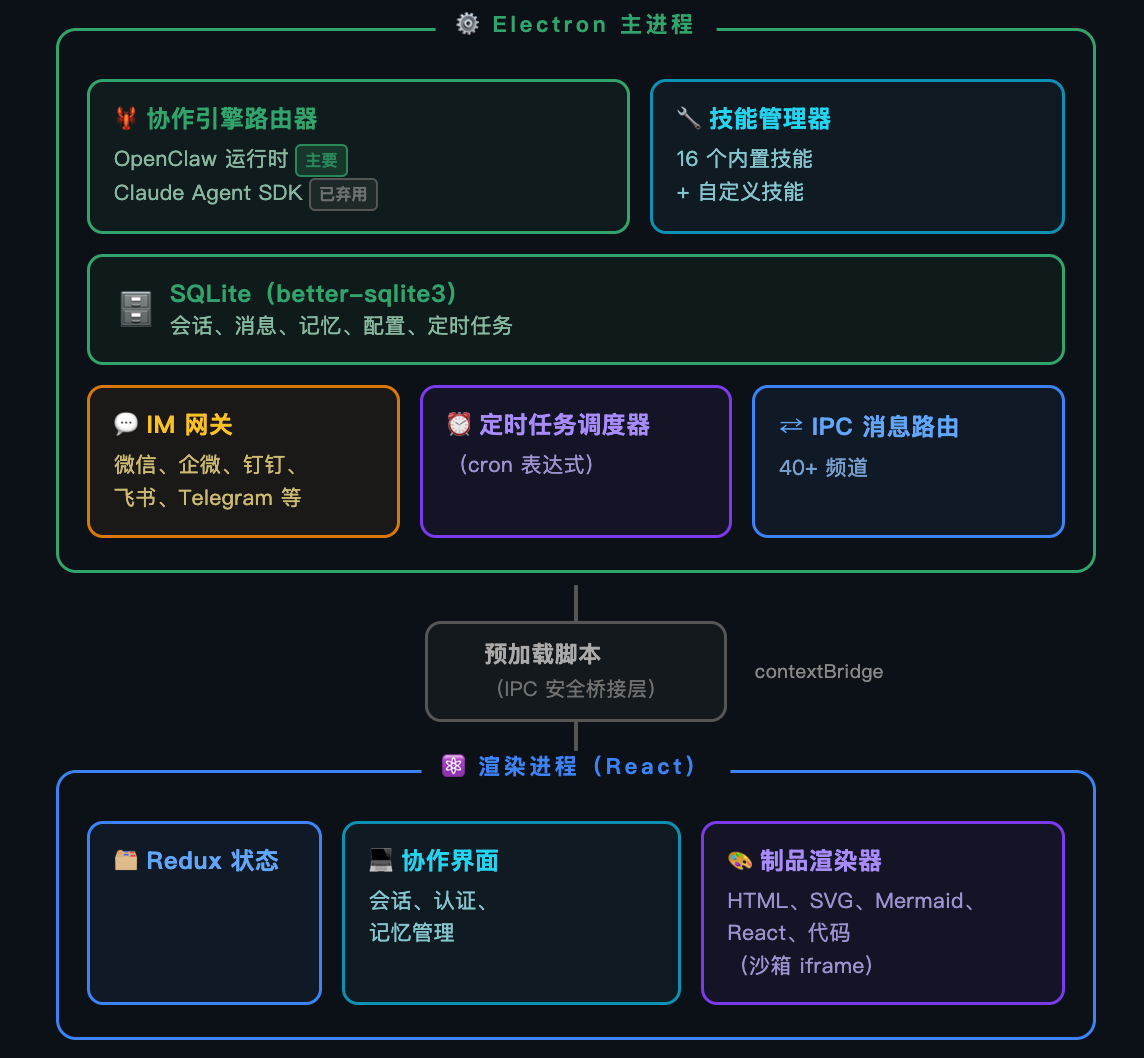 Electron 主进程
协作引擎路由器
OpenClaw 运行时 主要
Claude Agent SDK 已弃用
技能管理器
16 个内置技能
+ 自定义技能
SQLite（better-sqlite3）
会话、消息、记忆、配置、定时任务
IM 网关
微信、企微、钉钉、
飞书、Telegram 等
定时任务调度器
（cron 表达式）
⇄ IPC 消息路由
40+ 频道
预加载脚本
（IPC 安全桥接层）
contextBridge
渲染进程（React）
Redux 状态
协作界面
会话、认证、
记忆管理
制品渲染器
HTML、SVG、Mermaid、
React、代码
（沙箱 iframe）